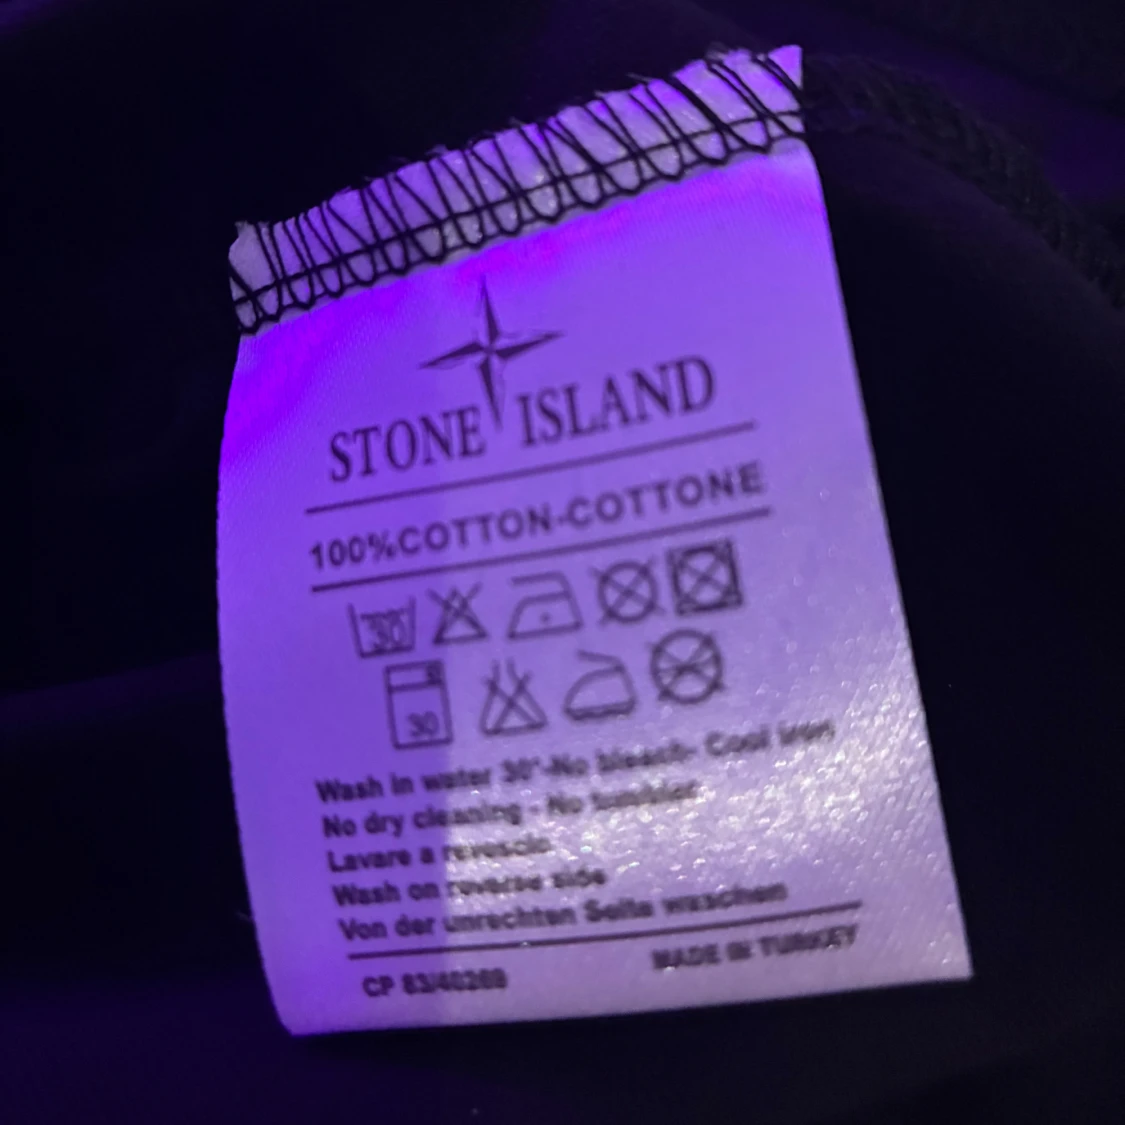 STONE ISLAND
100%COTTON-COTTONE
30
30
Wash in water 30°-No bleach- Cool iron
No dry cleaning - No tumbler
Lavare a rovescio
Wash on reverse side
Von der unrechten Seite waschen
CP 83/40269 MADE IN TURKEY